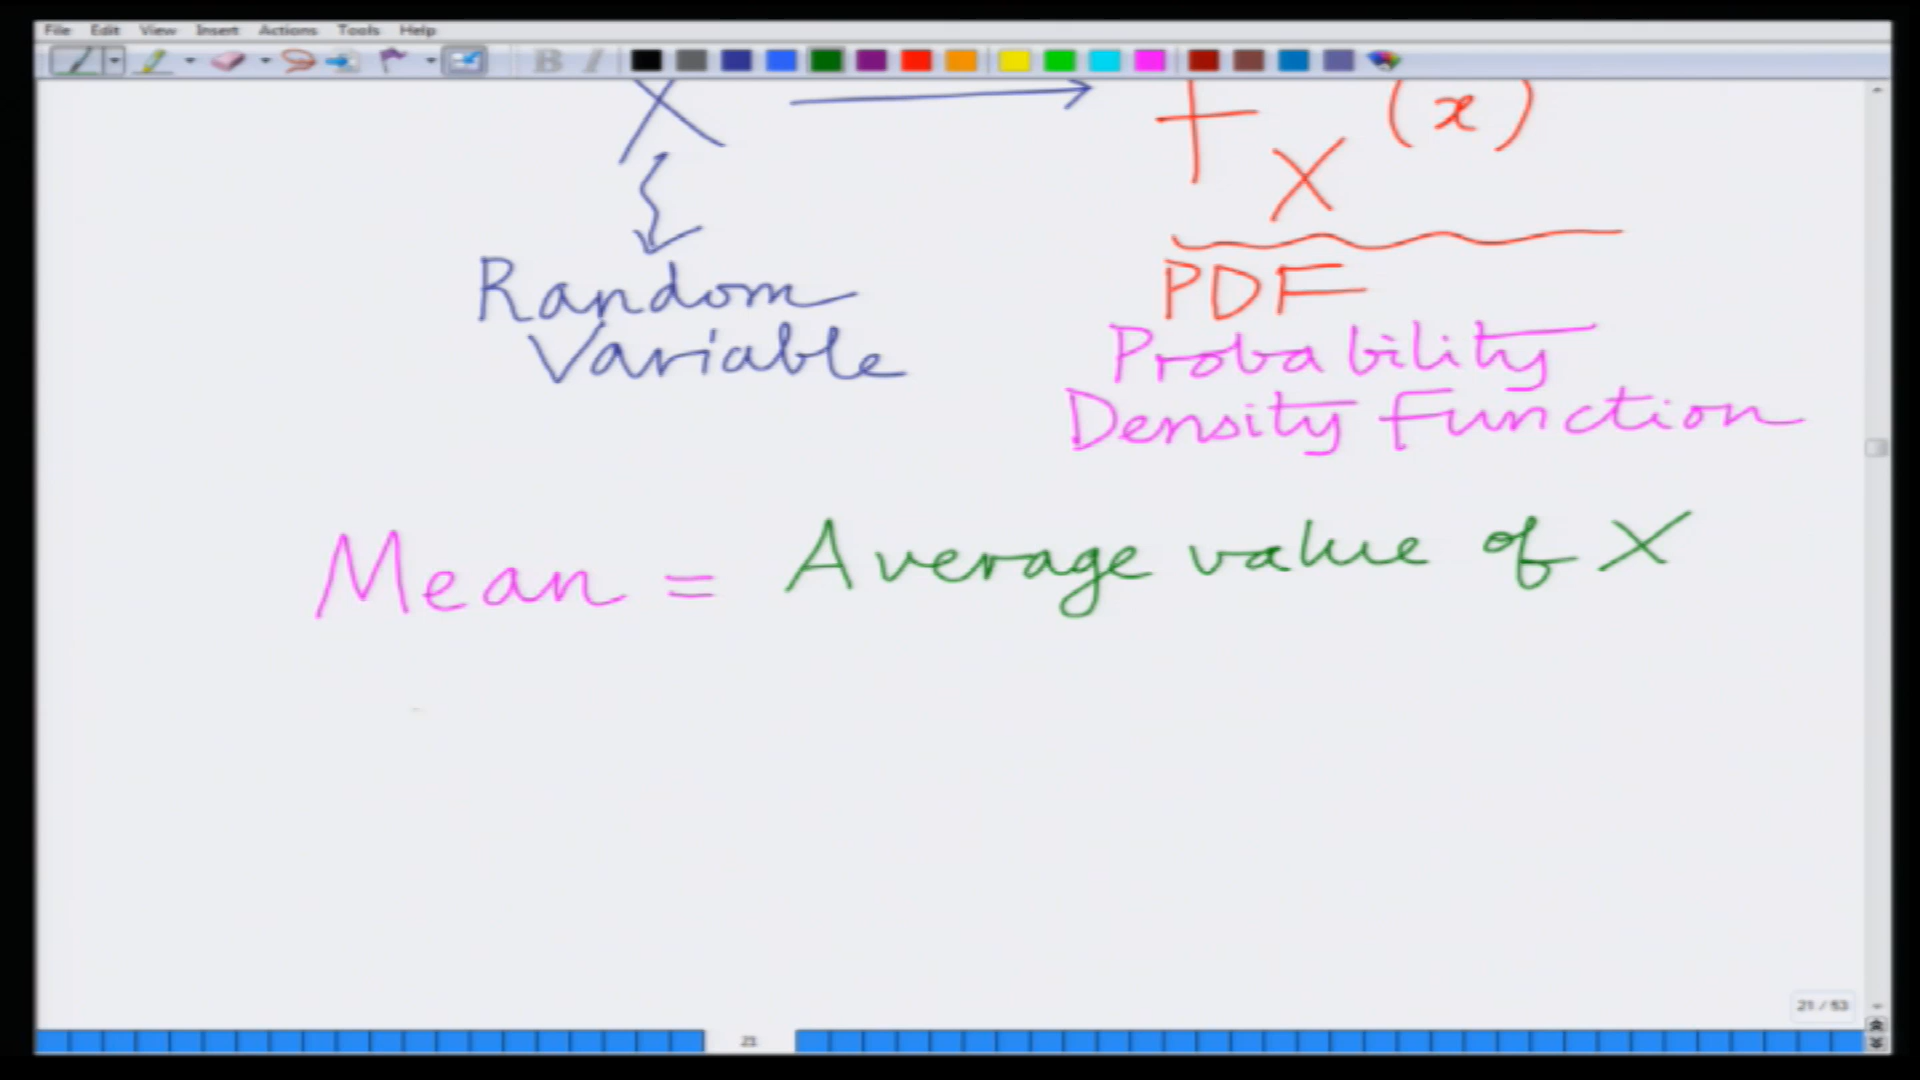 File Edit View Insert Actions Tools Help
B I
X → f X (x)
Random
Variable
PDF
Probability
Density Function
Mean = Average value of X
21 / 53
21